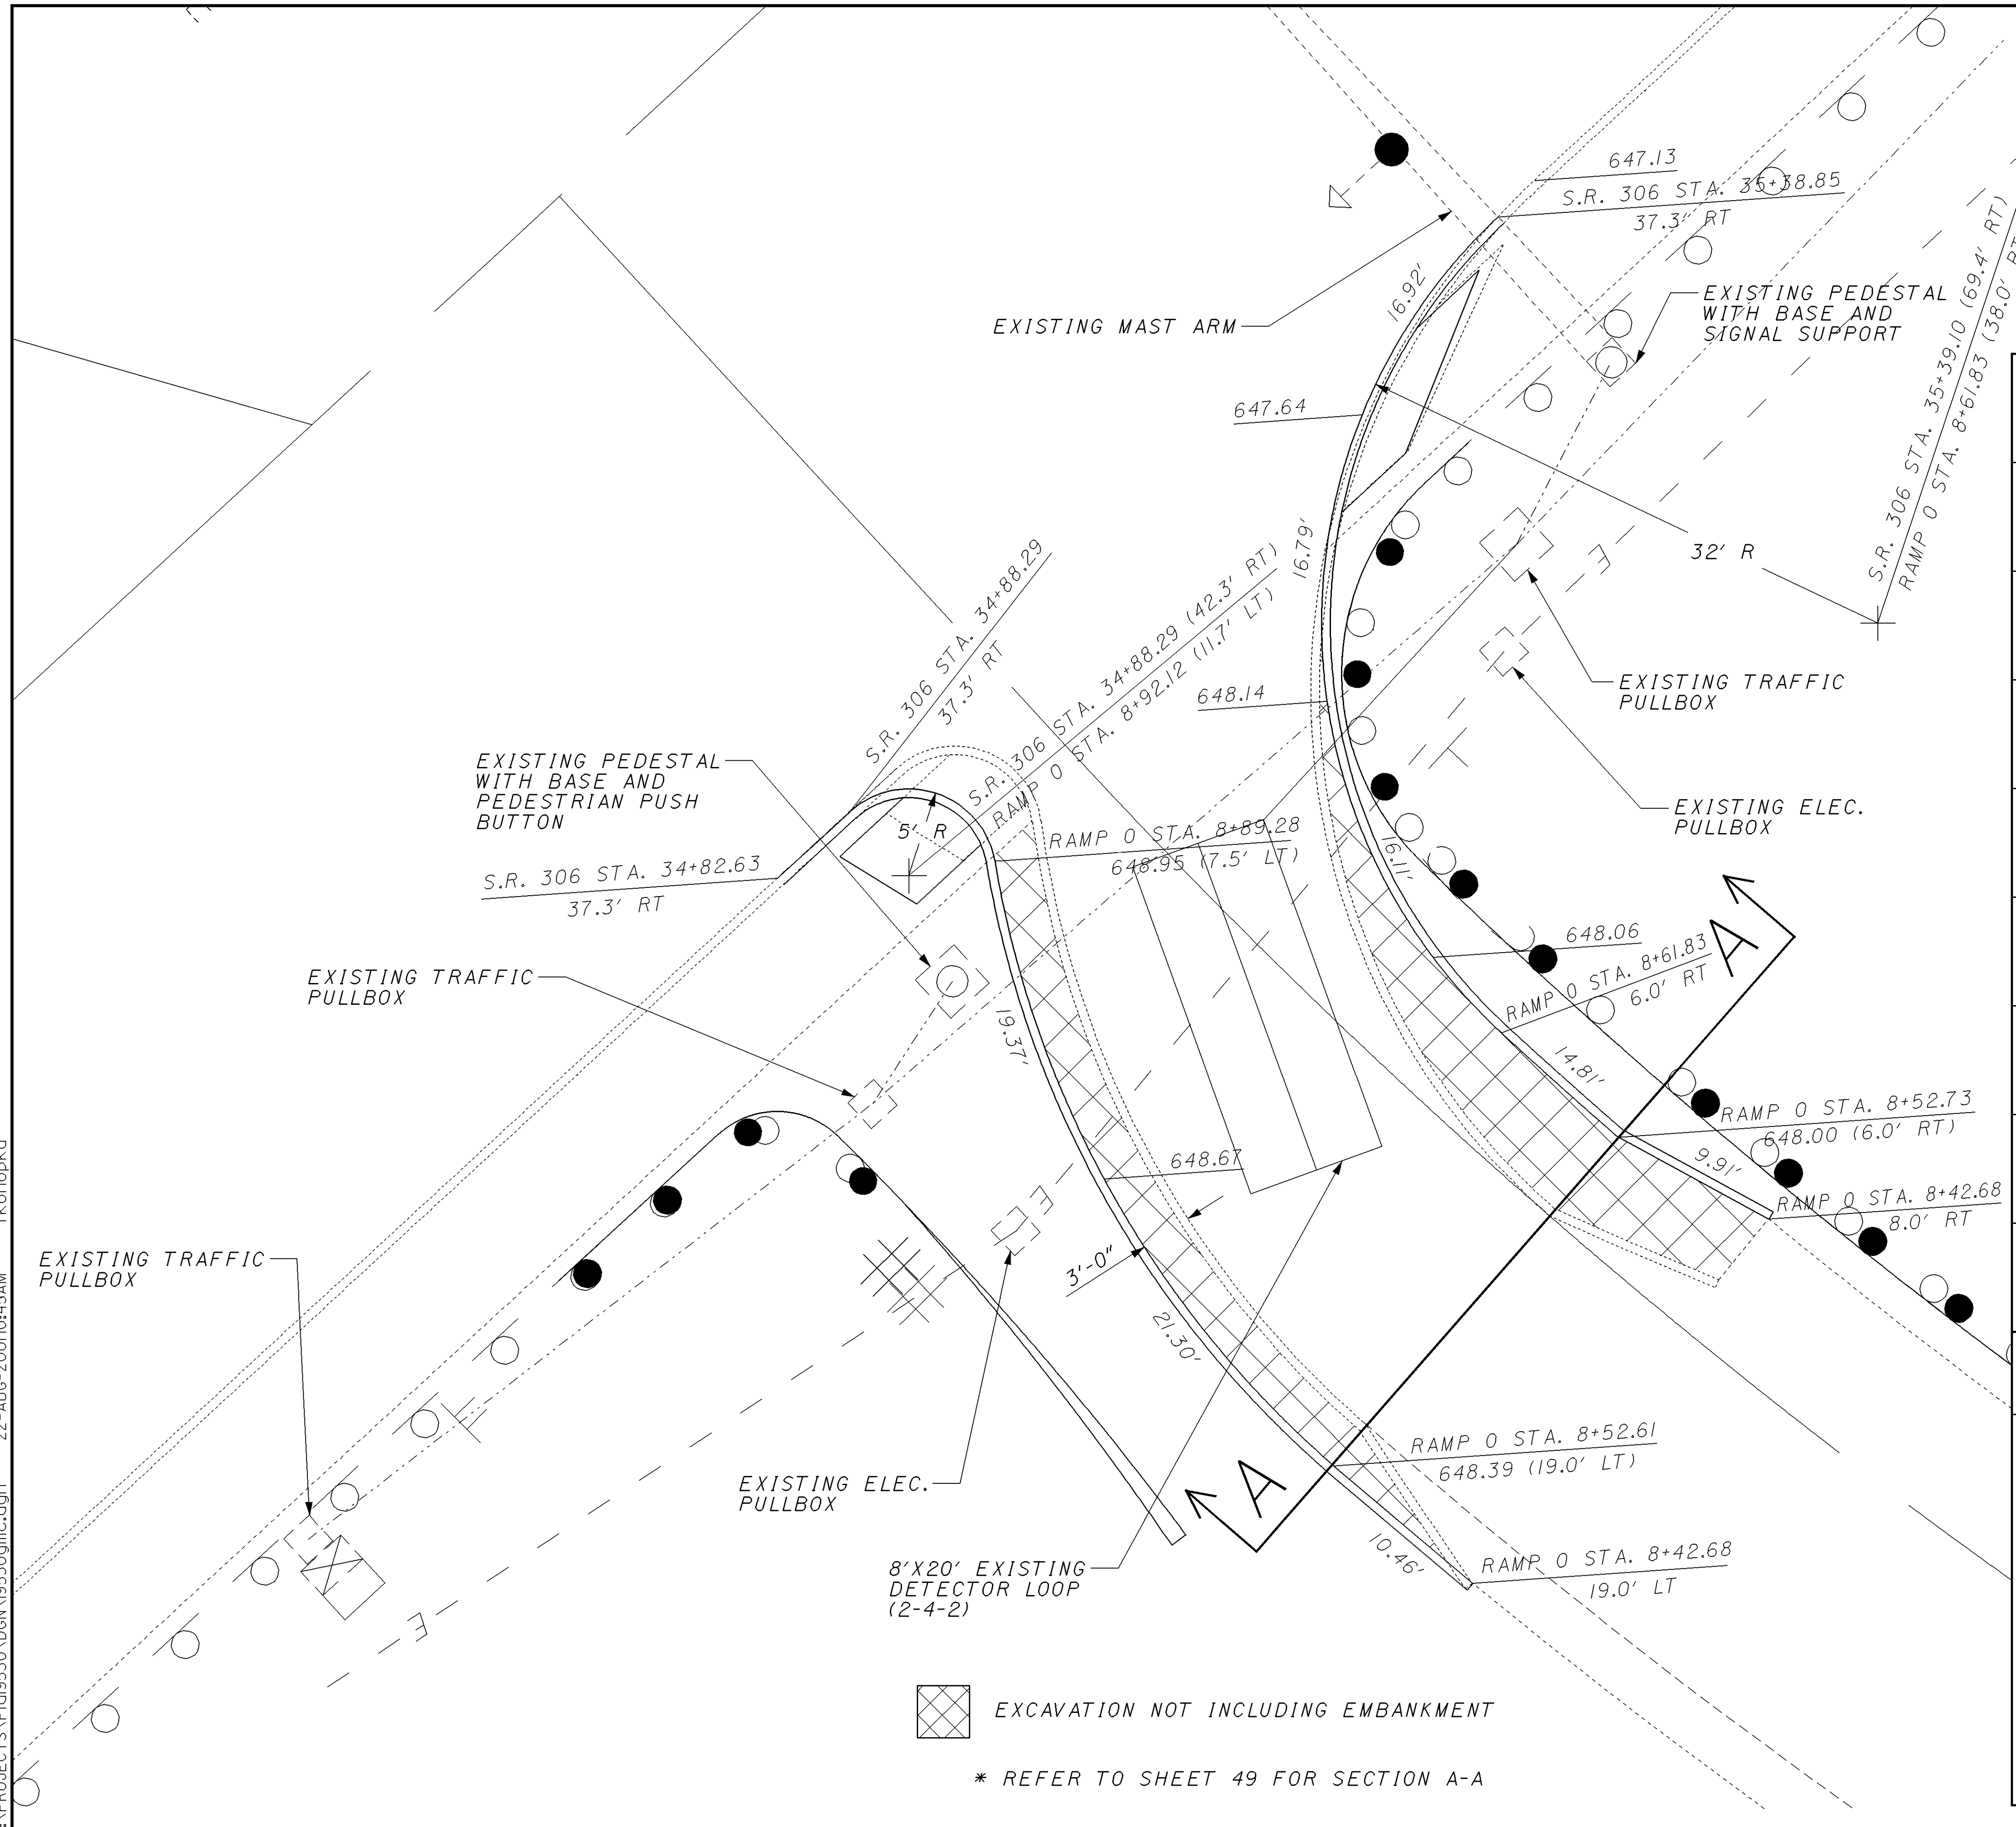 647.13
S.R. 306 STA. 35+38.85
37.3' RT
16.92'
EXISTING MAST ARM
EXISTING PEDESTAL
WITH BASE AND
SIGNAL SUPPORT
S.R. 306 STA. 35+39.10 (69.4' RT)
RAMP O STA. 8+61.83 (38.0' RT
647.64
32' R
16.79'
S.R. 306 STA. 34+88.29
37.3' RT
S.R. 306 STA. 34+88.29 (42.3' RT)
RAMP O STA. 8+92.12 (11.7' LT)
648.14
EXISTING TRAFFIC
PULLBOX
EXISTING PEDESTAL
WITH BASE AND
PEDESTRIAN PUSH
BUTTON
5' R
RAMP O STA. 8+89.28
648.95 (7.5' LT)
EXISTING ELEC.
PULLBOX
16.11'
S.R. 306 STA. 34+82.63
37.3' RT
648.06
RAMP O STA. 8+61.83
6.0' RT
A
EXISTING TRAFFIC
PULLBOX
19.37'
14.81'
RAMP O STA. 8+52.73
648.00 (6.0' RT)
9.91'
RAMP O STA. 8+42.68
8.0' RT
648.67
E
E
3'-0"
EXISTING TRAFFIC
PULLBOX
21.30'
RAMP O STA. 8+52.61
648.39 (19.0' LT)
A
EXISTING ELEC.
PULLBOX
10.46'
RAMP O STA. 8+42.68
19.0' LT
8'X20' EXISTING
DETECTOR LOOP
(2-4-2)
E
EXCAVATION NOT INCLUDING EMBANKMENT
* REFER TO SHEET 49 FOR SECTION A-A